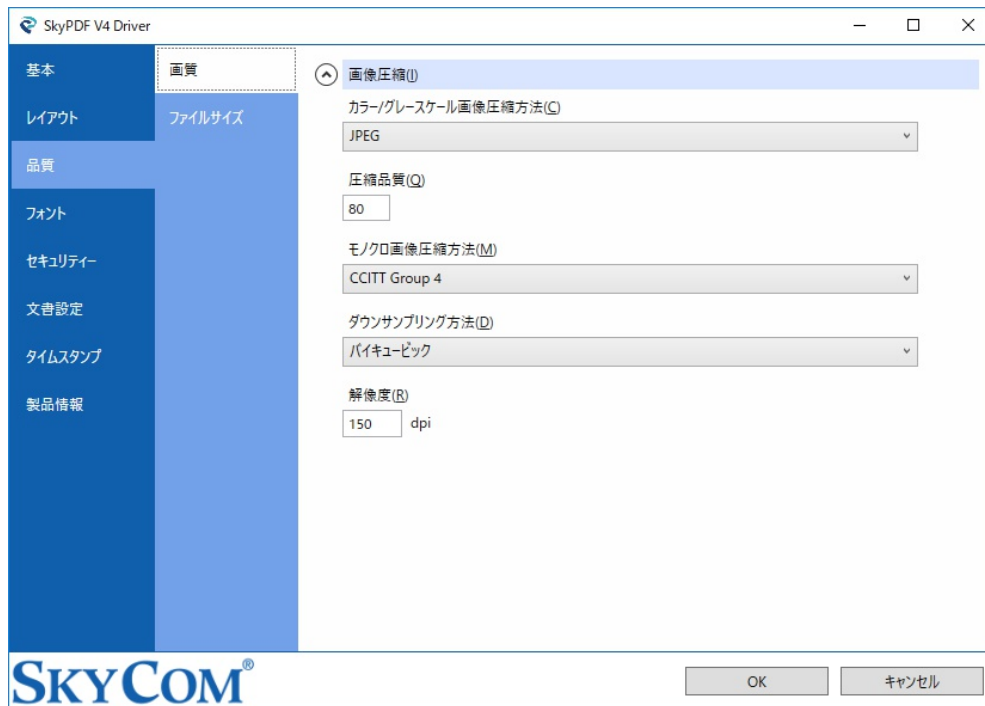 SkyPDF V4 Driver
基本
レイアウト
品質
フォント
セキュリティー
文書設定
タイムスタンプ
製品情報
画質
ファイルサイズ
画像圧縮(I)
カラー/グレースケール画像圧縮方法(C)
JPEG
圧縮品質(Q)
80
モノクロ画像圧縮方法(M)
CCITT Group 4
ダウンサンプリング方法(D)
バイキュービック
解像度(R)
150 dpi
SKYCOM®
OK キャンセル